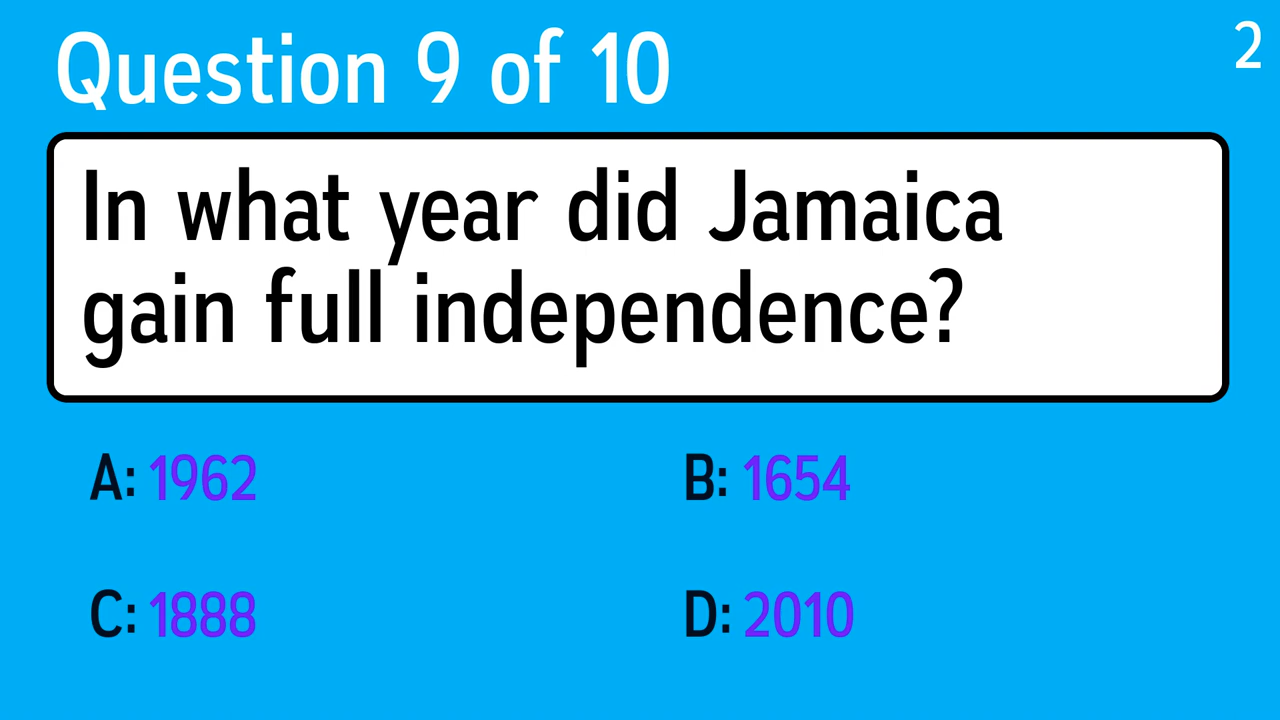 Question 9 of 10
2
In what year did Jamaica
gain full independence?
A: 1962
B: 1654
C: 1888
D: 2010